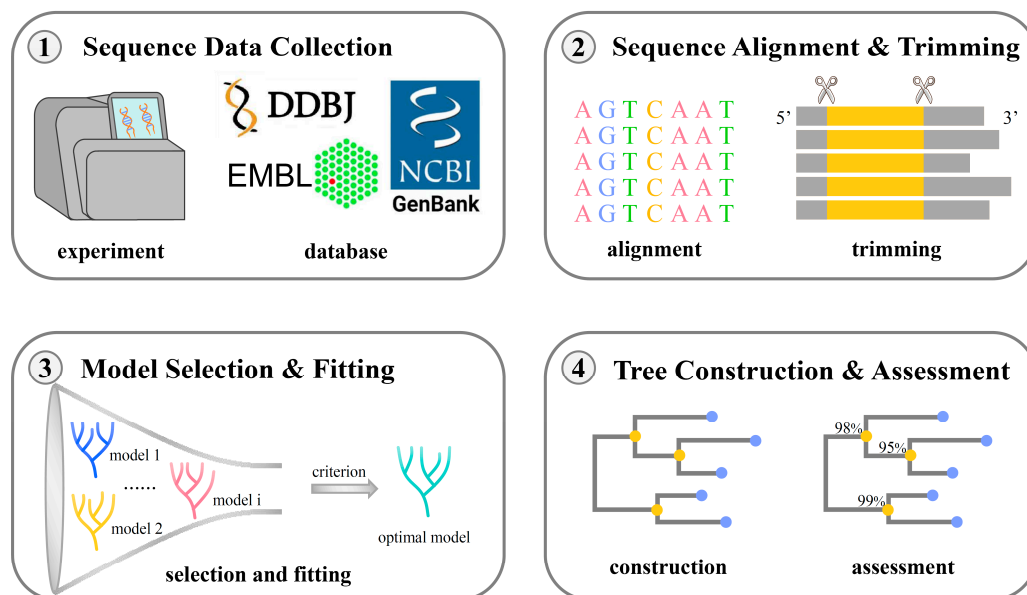 1 Sequence Data Collection
DDBJ
EMBL
NCBI
GenBank
experiment
database
2 Sequence Alignment & Trimming
A G T C A A T
A G T C A A T
A G T C A A T
A G T C A A T
A G T C A A T
5’
3’
alignment
trimming
3 Model Selection & Fitting
model 1
......
model i
model 2
criterion
optimal model
selection and fitting
4 Tree Construction & Assessment
98%
95%
99%
construction
assessment